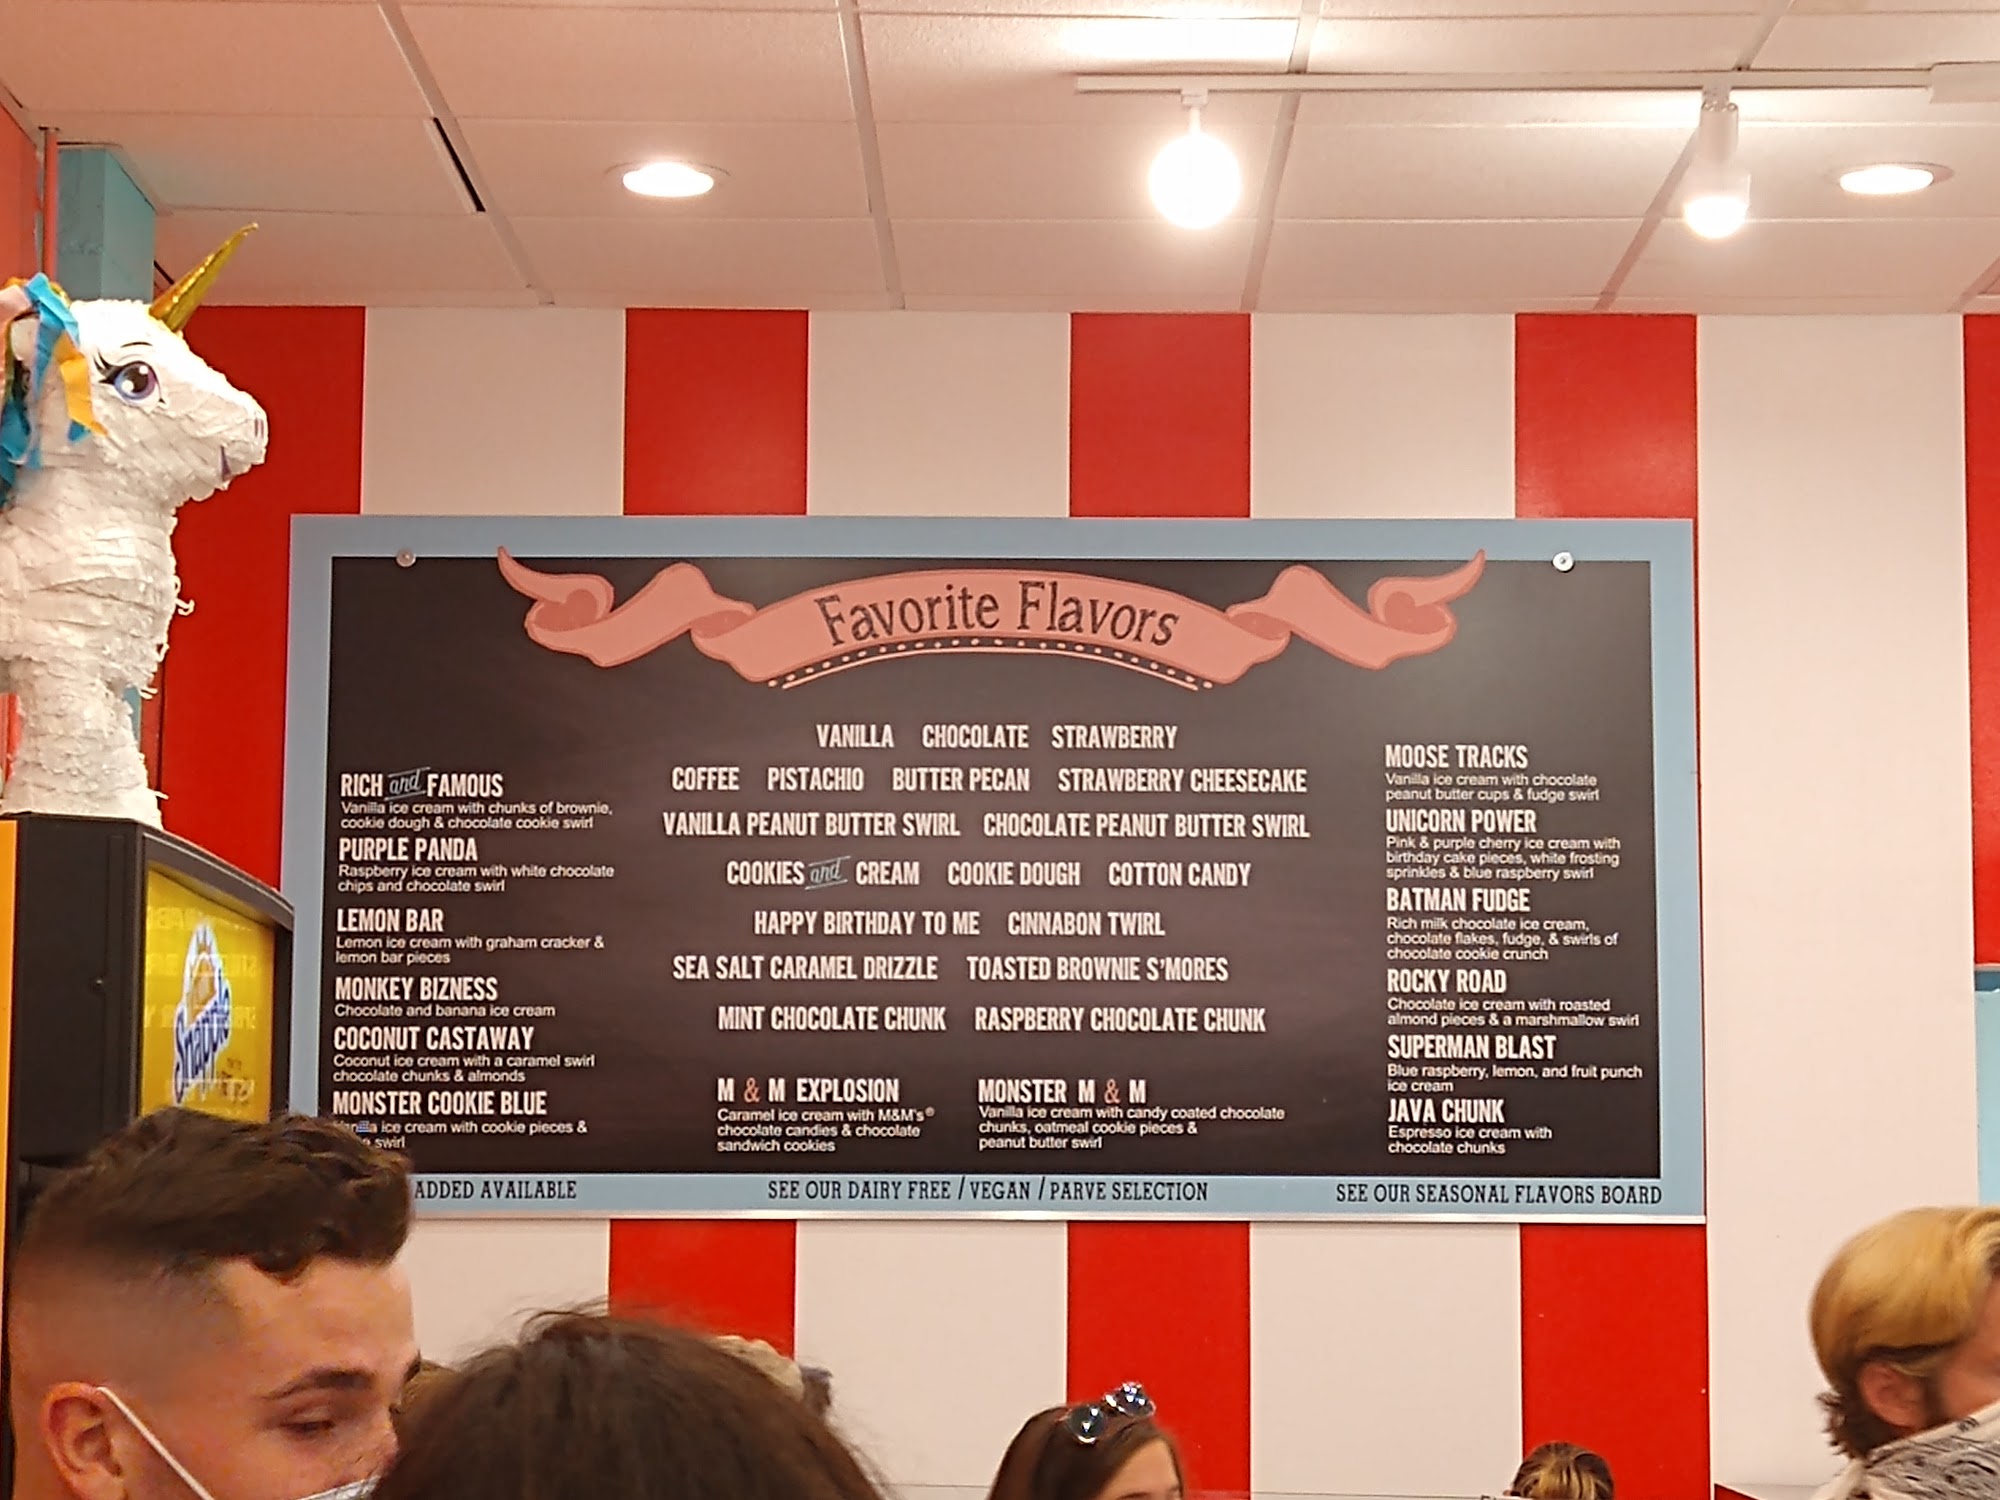 Favorite Flavors
VANILLA CHOCOLATE STRAWBERRY
COFFEE PISTACHIO BUTTER PECAN STRAWBERRY CHEESECAKE
VANILLA PEANUT BUTTER SWIRL CHOCOLATE PEANUT BUTTER SWIRL
COOKIES and CREAM COOKIE DOUGH COTTON CANDY
HAPPY BIRTHDAY TO ME CINNABON TWIRL
SEA SALT CARAMEL DRIZZLE TOASTED BROWNIE S'MORES
MINT CHOCOLATE CHUNK RASPBERRY CHOCOLATE CHUNK
RICH and FAMOUS
Vanilla ice cream with chunks of brownie,
cookie dough & chocolate cookie swirl
PURPLE PANDA
Raspberry ice cream with white chocolate
chips and chocolate swirl
LEMON BAR
Lemon ice cream with graham cracker &
lemon bar pieces
MONKEY BIZNESS
Chocolate and banana ice cream
COCONUT CASTAWAY
Coconut ice cream with a caramel swirl
chocolate chunks & almonds
MONSTER COOKIE BLUE
Vanilla ice cream with cookie pieces &
swirl
M & M EXPLOSION
Caramel ice cream with M&M's®
chocolate candies & chocolate
sandwich cookies
MONSTER M & M
Vanilla ice cream with candy coated chocolate
chunks, oatmeal cookie pieces &
peanut butter swirl
MOOSE TRACKS
Vanilla ice cream with chocolate
peanut butter cups & fudge swirl
UNICORN POWER
Pink & purple cherry ice cream with
birthday cake pieces, white frosting
sprinkles & blue raspberry swirl
BATMAN FUDGE
Rich milk chocolate ice cream,
chocolate flakes, fudge, & swirls of
chocolate cookie crunch
ROCKY ROAD
Chocolate ice cream with roasted
almond pieces & a marshmallow swirl
SUPERMAN BLAST
Blue raspberry, lemon, and fruit punch
ice cream
JAVA CHUNK
Espresso ice cream with
chocolate chunks
ADDED AVAILABLE
SEE OUR DAIRY FREE / VEGAN / PARVE SELECTION
SEE OUR SEASONAL FLAVORS BOARD
Snapple